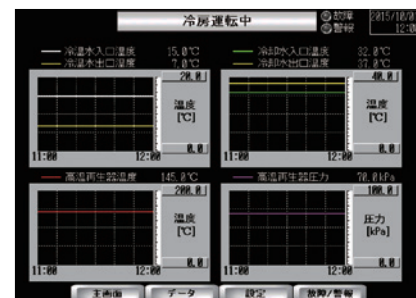 冷房運転中
故障 2015/10/01
警報 12:00
冷温水入口温度 15.0℃
冷温水出口温度 7.0℃
冷却水入口温度 32.0℃
冷却水出口温度 37.0℃
20.0
温度
[℃]
0.0
11:00 12:00
40.0
温度
[℃]
0.0
11:00 12:00
高温再生器温度 145.0℃
高温再生器圧力 70.0kPa
200.0
温度
[℃]
0.0
11:00 12:00
100.0
圧力
[kPa]
0.0
11:00 12:00
主画面 データ 設定 故障/警報